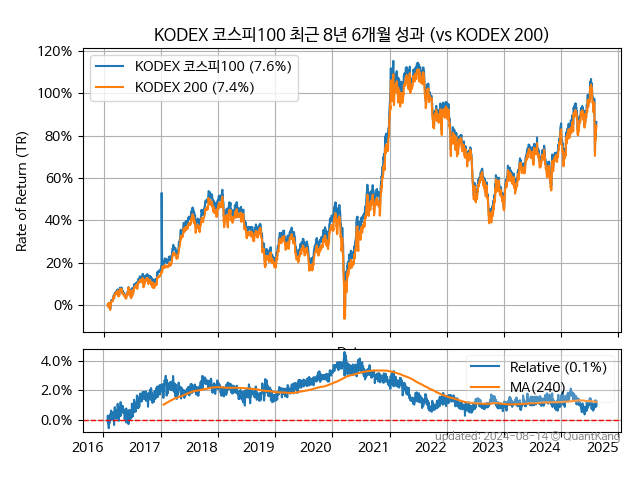 KODEX 코스피100 최근 8년 6개월 성과 (vs KODEX 200)
120%
100%
80%
60%
40%
20%
0%
Rate of Return (TR)
KODEX 코스피100 (7.6%)
KODEX 200 (7.4%)
4.0%
2.0%
0.0%
Relative (0.1%)
MA(240)
updated: 2024-08-14 © QuantKang
2016 2017 2018 2019 2020 2021 2022 2023 2024 2025